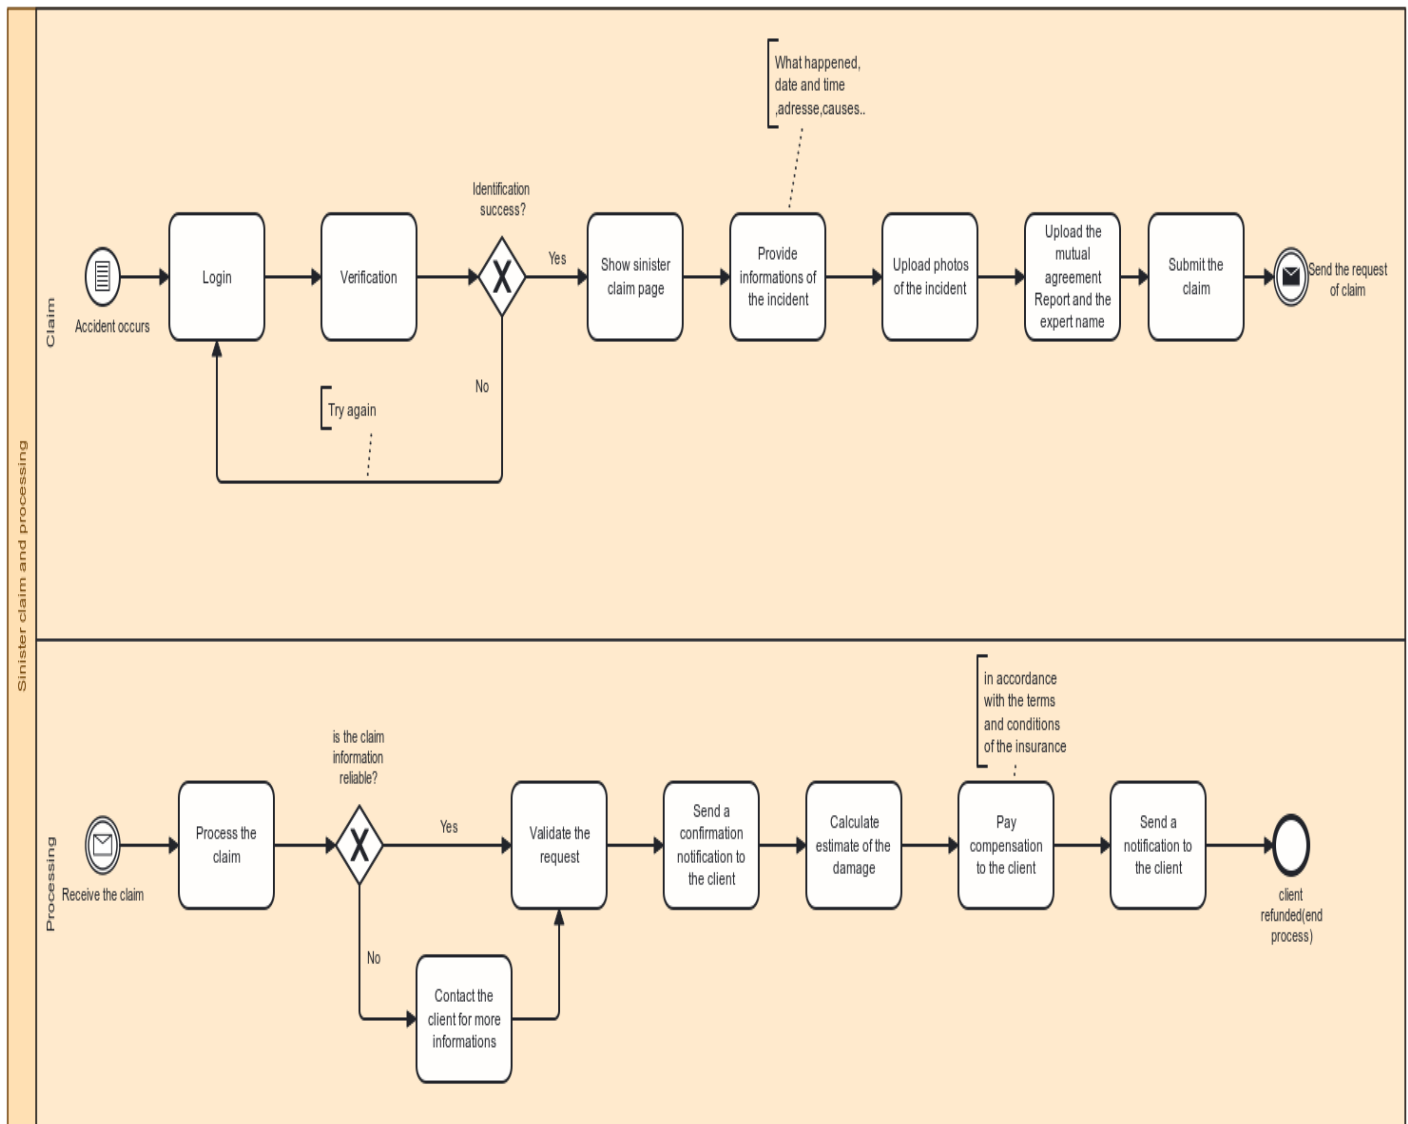 Sinister claim and processing
Claim
What happened,
date and time
,adresse,causes..
Identification
success?
Accident occurs
Login
Verification
Yes
No
Try again
Show sinister
claim page
Provide
informations of
the incident
Upload photos
of the incident
Upload the
mutual
agreement
Report and the
expert name
Submit the
claim
Send the request
of claim
Processing
in accordance
with the terms
and conditions
of the insurance
is the claim
information
reliable?
Receive the claim
Process the
claim
Yes
No
Contact the
client for more
informations
Validate the
request
Send a
confirmation
notification to
the client
Calculate
estimate of the
damage
Pay
compensation
to the client
Send a
notification to
the client
client
refunded(end
process)